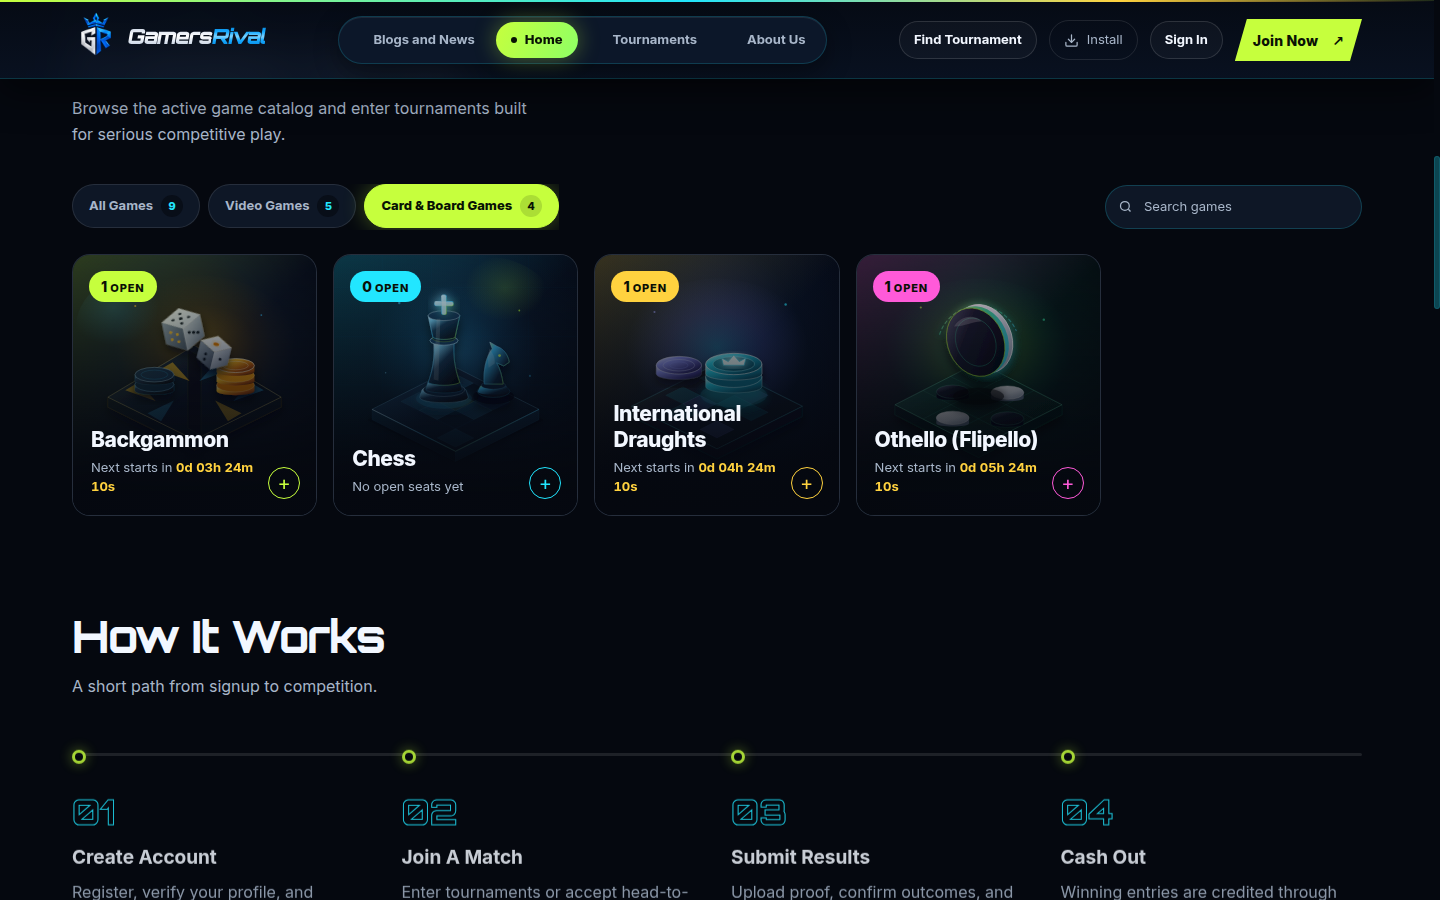 GamersRival
Blogs and News
Home
Tournaments
About Us
Find Tournament
Install
Sign In
Join Now ↗
Browse the active game catalog and enter tournaments built
for serious competitive play.
All Games 9
Video Games 5
Card & Board Games 4
Search games
1 OPEN
Backgammon
Next starts in 0d 03h 24m
10s
+
0 OPEN
Chess
No open seats yet
+
1 OPEN
International
Draughts
Next starts in 0d 04h 24m
10s
+
1 OPEN
Othello (Flipello)
Next starts in 0d 05h 24m
10s
+
How It Works
A short path from signup to competition.
01
Create Account
Register, verify your profile, and
02
Join A Match
Enter tournaments or accept head-to-
03
Submit Results
Upload proof, confirm outcomes, and
04
Cash Out
Winning entries are credited through